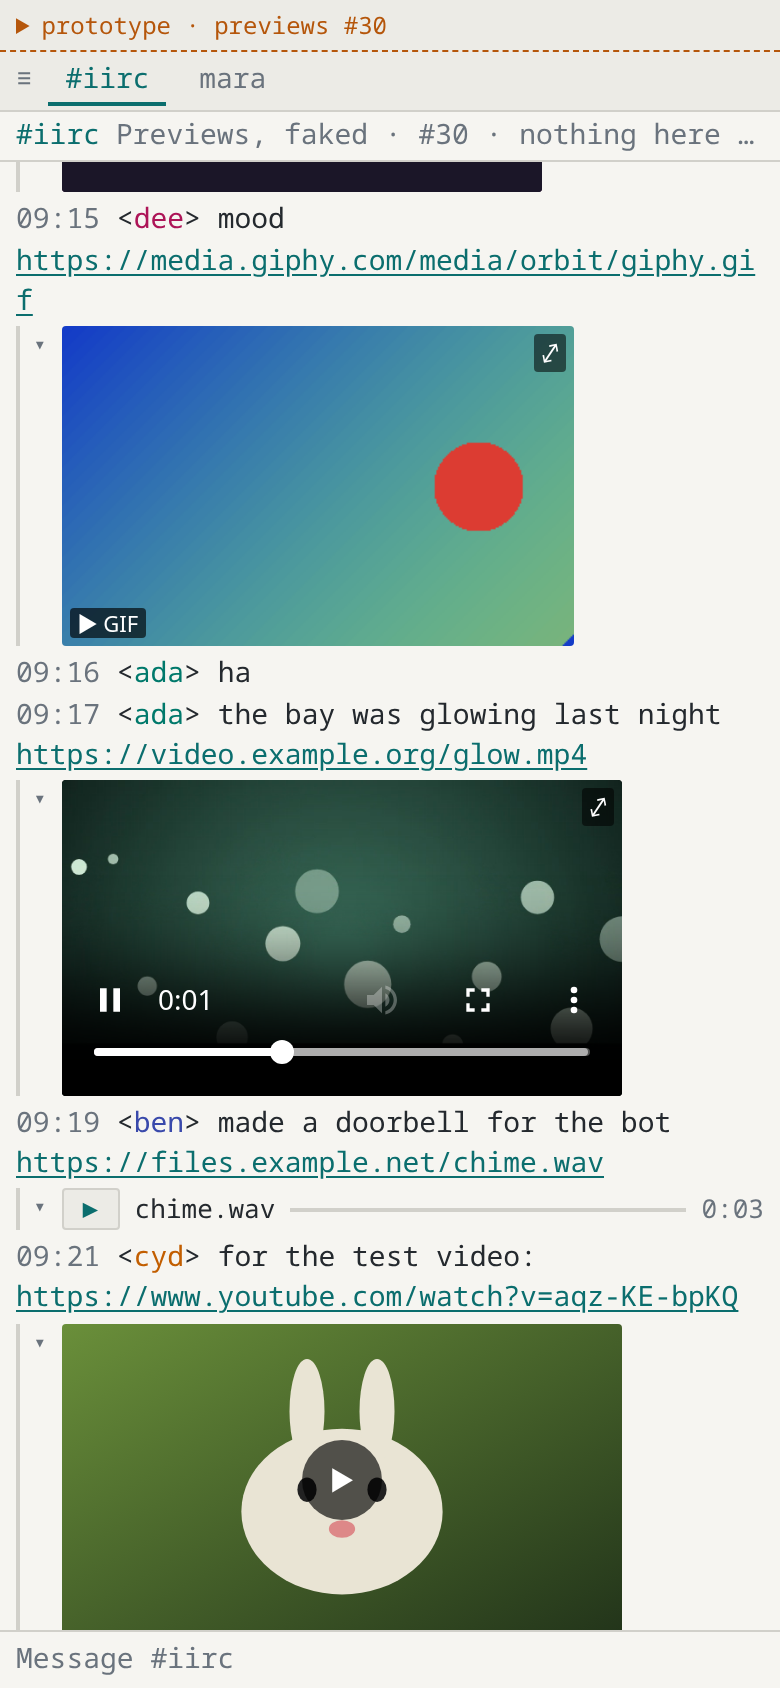 ▶ prototype · previews #30
≡ #iirc mara
#iirc Previews, faked · #30 · nothing here …
09:15 <dee> mood
https://media.giphy.com/media/orbit/giphy.gi
f
▶ GIF
09:16 <ada> ha
09:17 <ada> the bay was glowing last night
https://video.example.org/glow.mp4
0:01
09:19 <ben> made a doorbell for the bot
https://files.example.net/chime.wav
▶ chime.wav 0:03
09:21 <cyd> for the test video:
https://www.youtube.com/watch?v=aqz-KE-bpKQ
Message #iirc